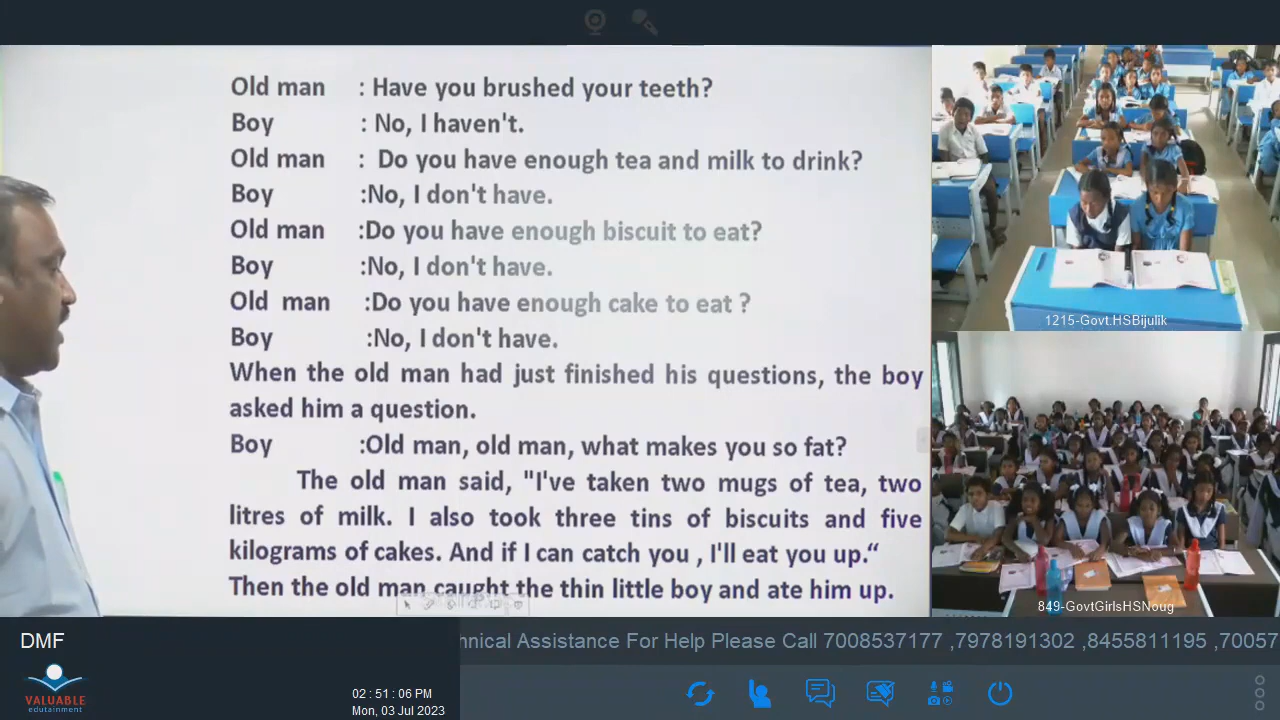 Old man : Have you brushed your teeth?
Boy : No, I haven't.
Old man : Do you have enough tea and milk to drink?
Boy :No, I don't have.
Old man :Do you have enough biscuit to eat?
Boy :No, I don't have.
Old man :Do you have enough cake to eat ?
Boy :No, I don't have.
When the old man had just finished his questions, the boy
asked him a question.
Boy :Old man, old man, what makes you so fat?
The old man said, "I've taken two mugs of tea, two
litres of milk. I also took three tins of biscuits and five
kilograms of cakes. And if I can catch you , I'll eat you up.“
Then the old man caught the thin little boy and ate him up.
1215-Govt.HSBijulik
849-GovtGirlsHSNoug
DMF
VALUABLE
edutainment
02 : 51 : 06 PM
Mon, 03 Jul 2023
hnical Assistance For Help Please Call 7008537177 ,7978191302 ,8455811195 ,70057